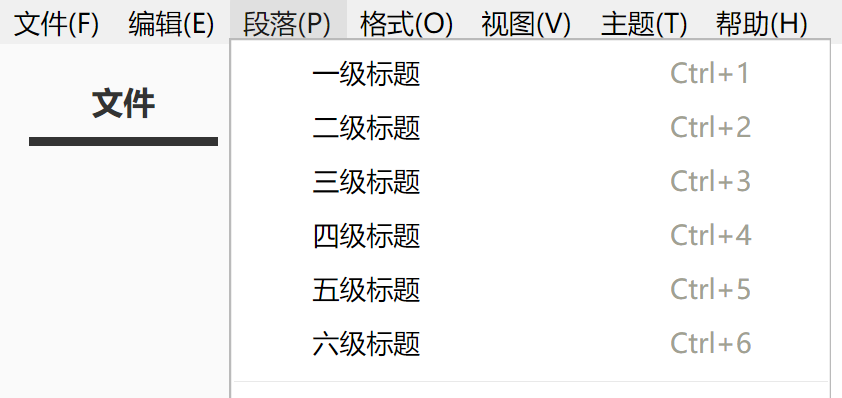 文件(F) 编辑(E) 段落(P) 格式(O) 视图(V) 主题(T) 帮助(H)
文件
一级标题 Ctrl+1
二级标题 Ctrl+2
三级标题 Ctrl+3
四级标题 Ctrl+4
五级标题 Ctrl+5
六级标题 Ctrl+6